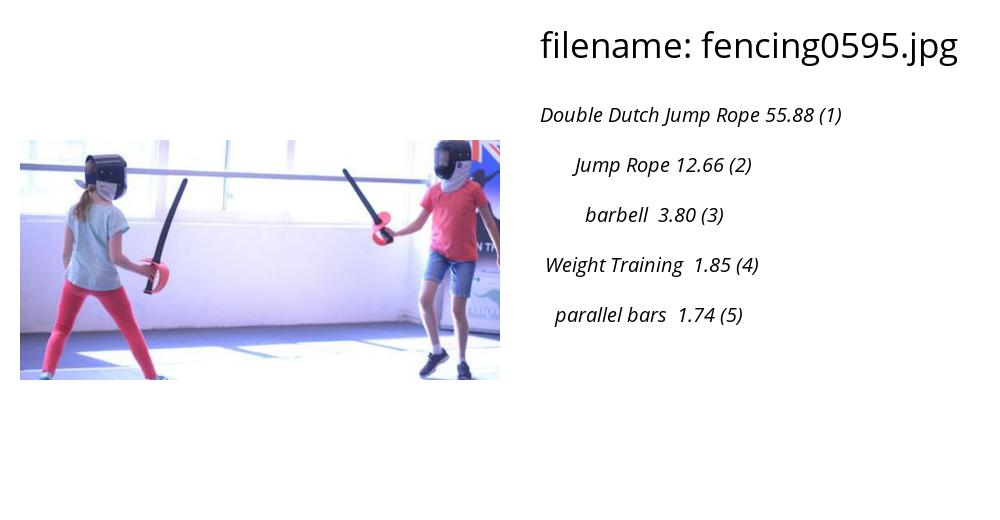 filename: fencing0595.jpg
Double Dutch Jump Rope 55.88 (1)
Jump Rope 12.66 (2)
barbell 3.80 (3)
Weight Training 1.85 (4)
parallel bars 1.74 (5)
N TH